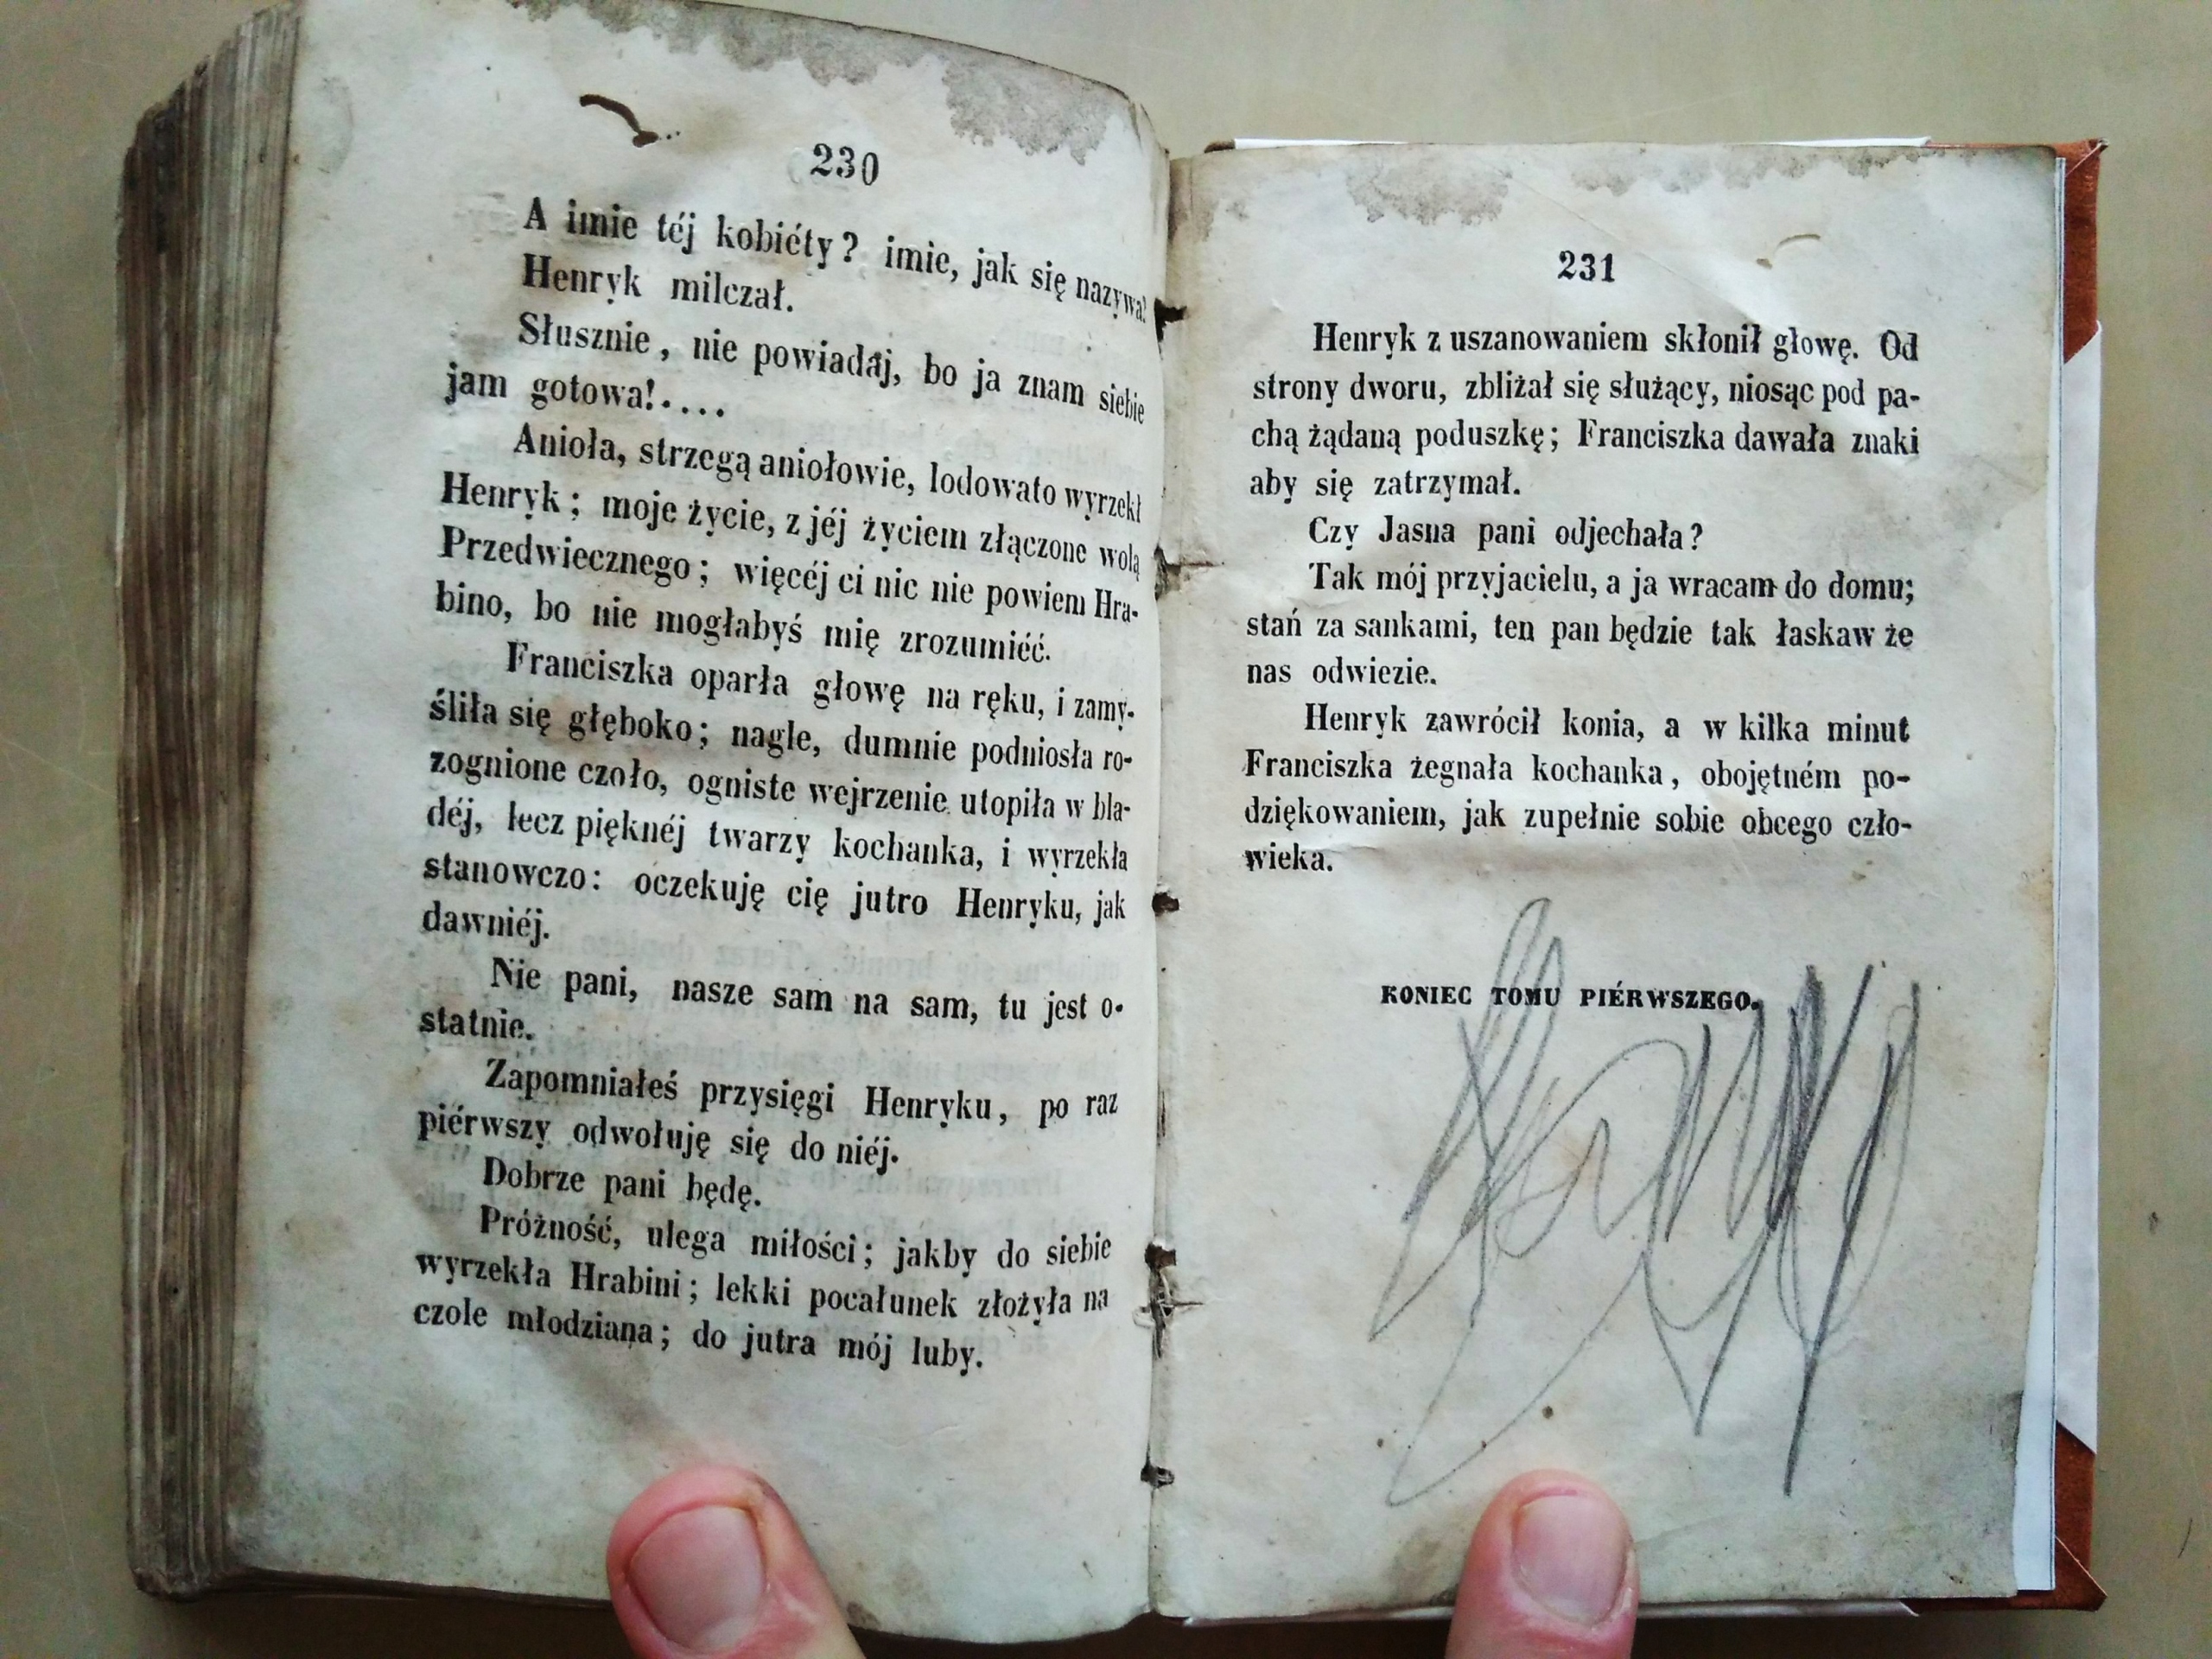 230
A imie téj kobiéty? imie, jak się nazywa!
Henryk milczał.
Słusznie, nie powiadaj, bo ja znam siebie
jam gotowa!....
Anioła, strzegą aniołowie, lodowato wyrzekł
Henryk; moje życie, z jéj życiem złączone wolą
Przedwiecznego; więcéj ci nic nie powiem Hra-
bino, bo nie mogłabyś mię zrozumiéć.
Franciszka oparła głowę na ręku, i zamy-
śliła się głęboko; nagle, dumnie podniosła ro-
zognione czoło, ogniste wejrzenie utopiła w bla-
déj, lecz pięknéj twarzy kochanka, i wyrzekła
stanowczo: oczekuję cię jutro Henryku, jak
dawniéj.
Nie pani, nasze sam na sam, tu jest o-
statnie.
Zapomniałeś przysięgi Henryku, po raz
piérwszy odwołuję się do niéj.
Dobrze pani będę.
Próżność, ulega miłości; jakby do siebie
wyrzekła Hrabini; lekki pocałunek złożyła na
czole młodziana; do jutra mój luby.
231
Henryk z uszanowaniem skłonił głowę. Od
strony dworu, zbliżał się służący, niosąc pod pa-
chą żądaną poduszkę; Franciszka dawała znaki
aby się zatrzymał.
Czy Jasna pani odjechała?
Tak mój przyjacielu, a ja wracam do domu;
stań za sankami, ten pan będzie tak łaskaw że
nas odwiezie.
Henryk zawrócił konia, a w kilka minut
Franciszka żegnała kochanka, obojętném po-
dziękowaniem, jak zupełnie sobie obcego czło-
wieka.
KONIEC TOMU PIÉRWSZEGO.